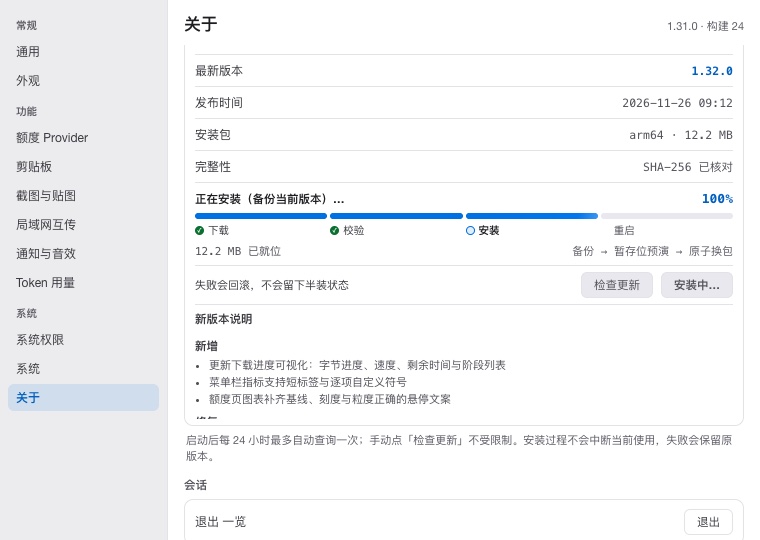 常规
通用
外观
功能
额度 Provider
剪贴板
截图与贴图
局域网互传
通知与音效
Token 用量
系统
系统权限
系统
关于
关于
1.31.0 · 构建 24
最新版本 1.32.0
发布时间 2026-11-26 09:12
安装包 arm64 · 12.2 MB
完整性 SHA-256 已核对
正在安装（备份当前版本）… 100%
下载 校验 安装 重启
12.2 MB 已就位 备份 → 暂存位预演 → 原子换包
失败会回滚，不会留下半装状态 检查更新 安装中…
新版本说明
新增
• 更新下载进度可视化：字节进度、速度、剩余时间与阶段列表
• 菜单栏指标支持短标签与逐项自定义符号
• 额度页图表补齐基线、刻度与粒度正确的悬停文案
启动后每 24 小时最多自动查询一次；手动点「检查更新」不受限制。安装过程不会中断当前使用，失败会保留原
版本。
会话
退出 一览 退出